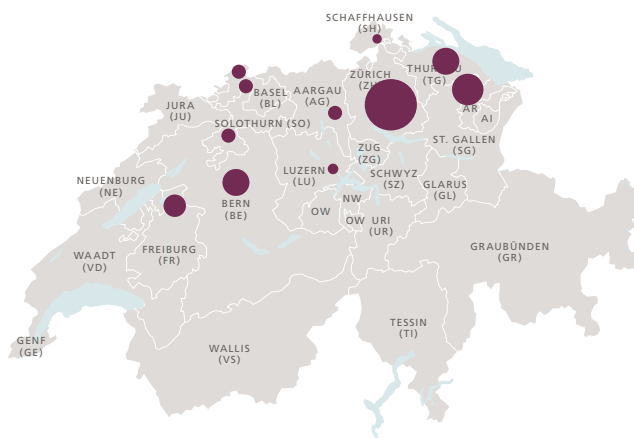 SCHAFFHAUSEN
(SH)
THUR
U
(TG)
ZÜRICH
(ZH
BASEL
(BL)
AARGAU
(AG)
JURA
(JU)
SOLOTHURN (SO)
AR
AI
ST. GALLEN
(SG)
ZUG
(ZG)
NEUENBURG
(NE)
LUZERN
(LU)
SCHWYZ
(SZ)
GLARUS
(GL)
BERN
(BE)
NW
OW
OW
URI
(UR)
GRAUBÜNDEN
(GR)
WAADT
(VD)
FREIBURG
(FR)
TESSIN
(TI)
GENF
(GE)
WALLIS
(VS)